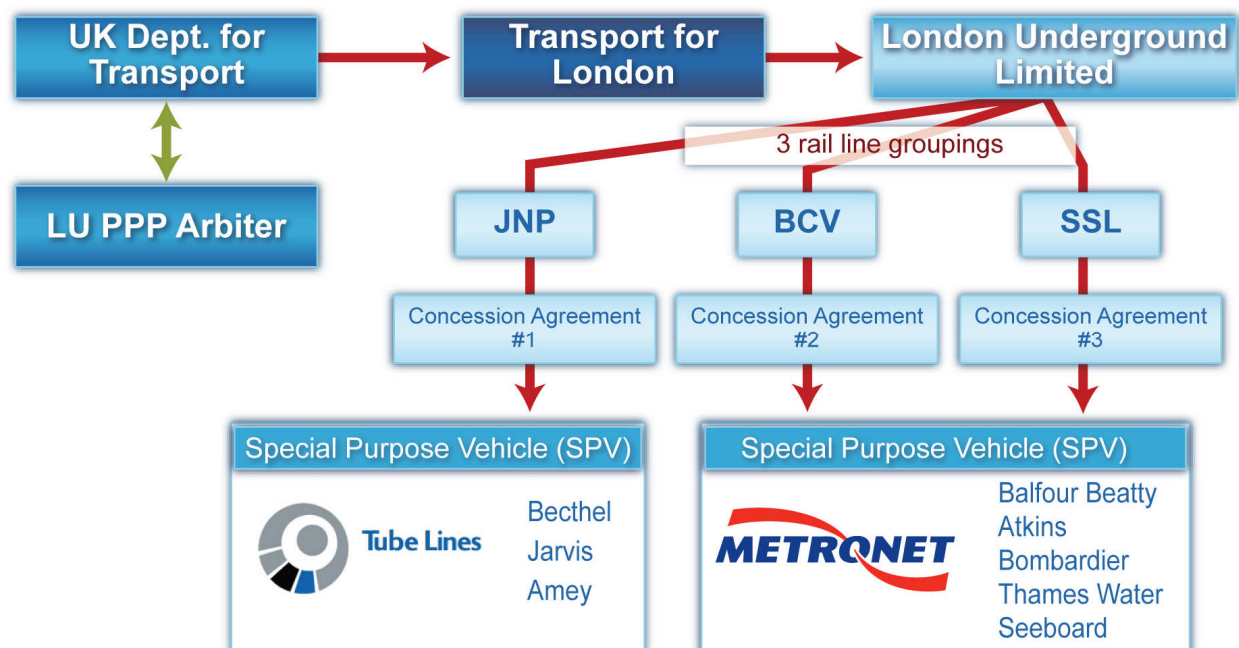 UK Dept. for
Transport
Transport for
London
London Underground
Limited
3 rail line groupings
LU PPP Arbiter
JNP
BCV
SSL
Concession Agreement
#1
Concession Agreement
#2
Concession Agreement
#3
Special Purpose Vehicle (SPV)
Tube Lines
Becthel
Jarvis
Amey
Special Purpose Vehicle (SPV)
METRONET
Balfour Beatty
Atkins
Bombardier
Thames Water
Seeboard